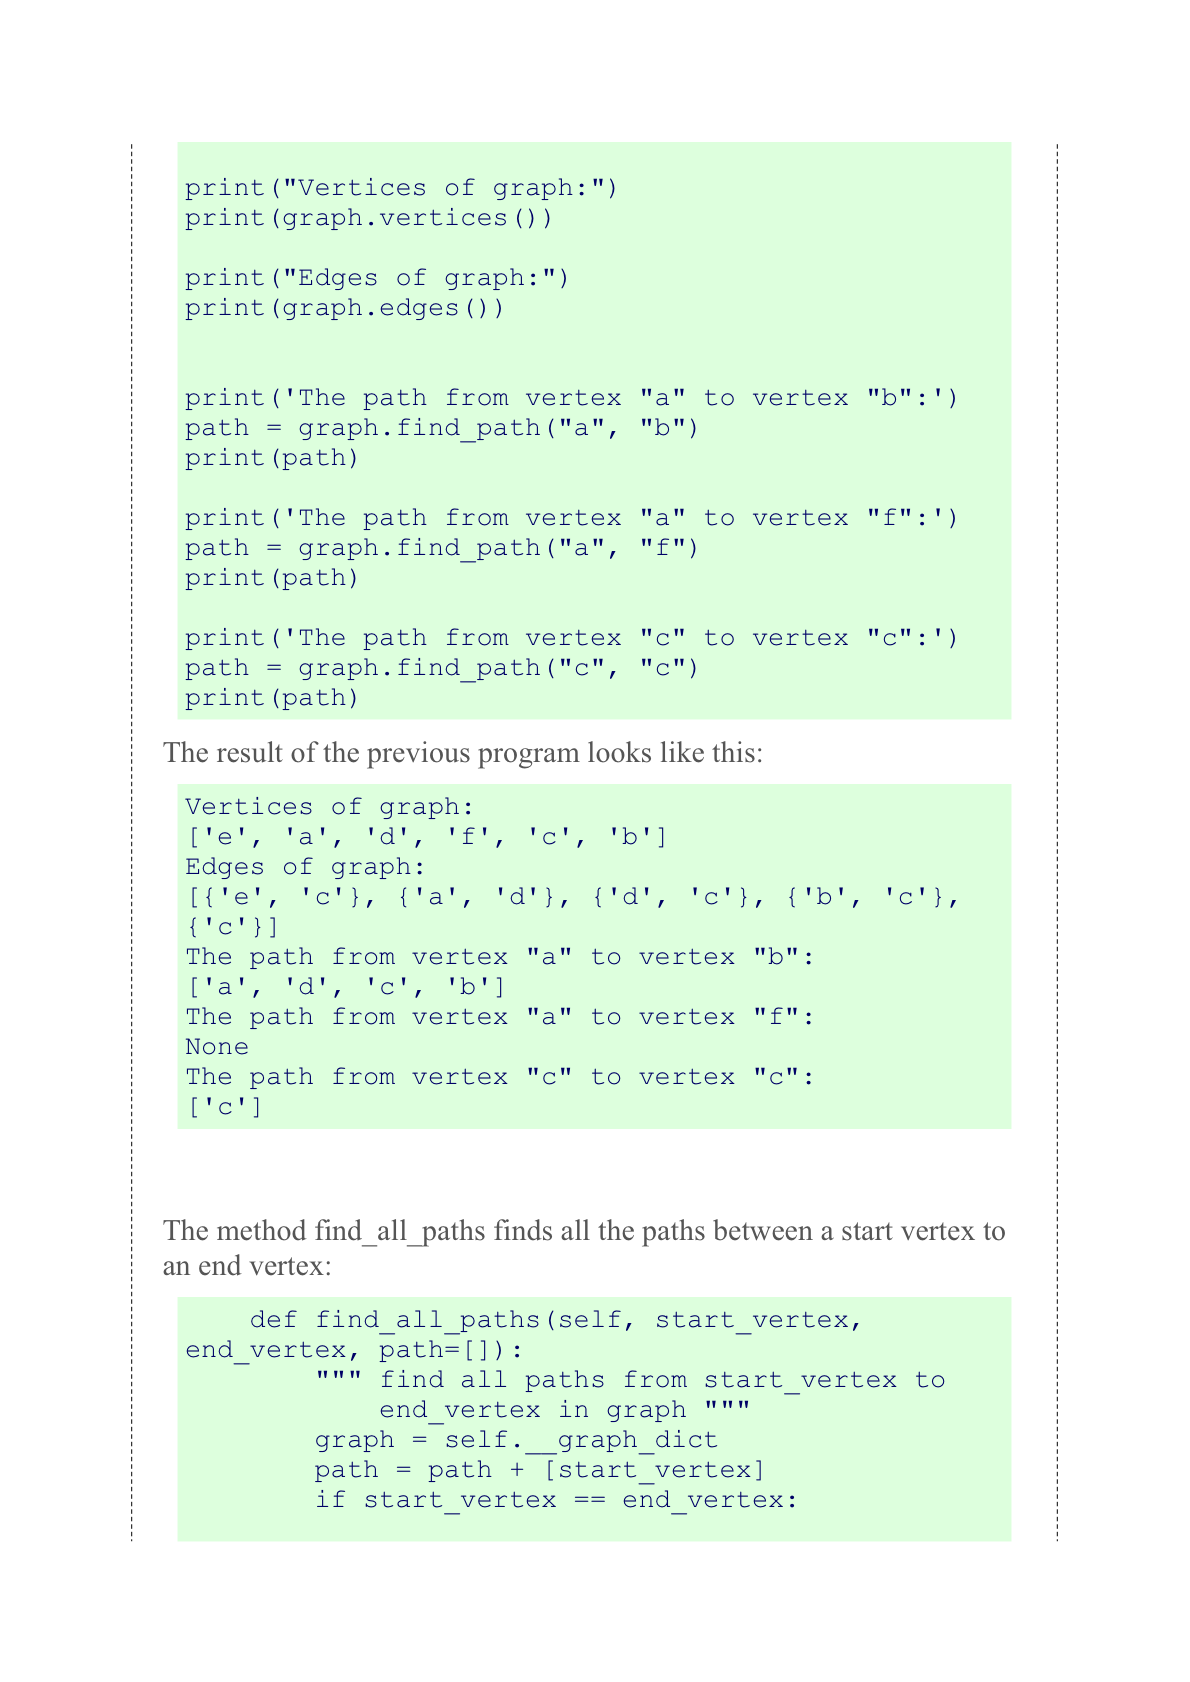 print("Vertices of graph:")
print(graph.vertices())
print("Edges of graph:")
print(graph.edges())
print('The path from vertex "a" to vertex "b":')
path = graph.find_path("a", "b")
print(path)
print('The path from vertex "a" to vertex "f":')
path = graph.find_path("a", "f")
print(path)
print('The path from vertex "c" to vertex "c":')
path = graph.find_path("c", "c")
print(path)
The result of the previous program looks like this:
Vertices of graph:
['e', 'a', 'd', 'f', 'c', 'b']
Edges of graph:
[{'e', 'c'}, {'a', 'd'}, {'d', 'c'}, {'b', 'c'},
{'c'}]
The path from vertex "a" to vertex "b":
['a', 'd', 'c', 'b']
The path from vertex "a" to vertex "f":
None
The path from vertex "c" to vertex "c":
['c']
The method find_all_paths finds all the paths between a start vertex to
an end vertex:
    def find_all_paths(self, start_vertex,
end_vertex, path=[]):
        """ find all paths from start_vertex to
            end_vertex in graph """
        graph = self.__graph_dict
        path = path + [start_vertex]
        if start_vertex == end_vertex: